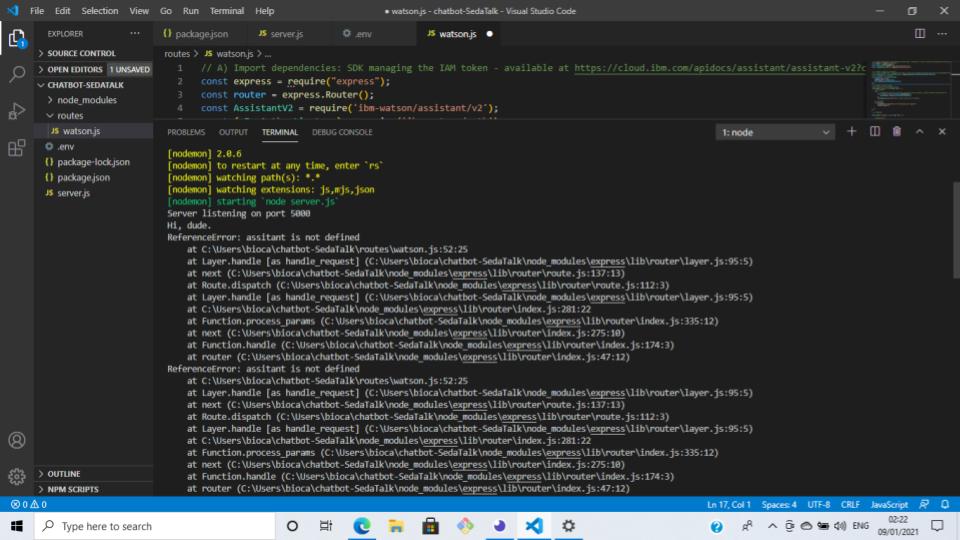 File Edit Selection View Go Run Terminal Help
● watson.js - chatbot-SedaTalk - Visual Studio Code
EXPLORER ···
{} package.json JS server.js .env JS watson.js ●
SOURCE CONTROL
OPEN EDITORS 1 UNSAVED
CHATBOT-SEDATALK
node_modules
routes
JS watson.js
.env
{} package-lock.json
{} package.json
JS server.js
OUTLINE
NPM SCRIPTS
routes > JS watson.js > ...
1 // A) Import dependencies: SDK managing the IAM token - available at https://cloud.ibm.com/apidocs/assistant/assistant-v2?c
2 const express = require("express");
3 const router = express.Router();
4 const AssistantV2 = require('ibm-watson/assistant/v2');
PROBLEMS OUTPUT TERMINAL DEBUG CONSOLE 1: node
[nodemon] 2.0.6
[nodemon] to restart at any time, enter `rs`
[nodemon] watching path(s): *.*
[nodemon] watching extensions: js,mjs,json
[nodemon] starting `node server.js`
Server listening on port 5000
Hi, dude.
ReferenceError: assitant is not defined
at C:\Users\bioca\chatbot-SedaTalk\routes\watson.js:52:25
at Layer.handle [as handle_request] (C:\Users\bioca\chatbot-SedaTalk\node_modules\express\lib\router\layer.js:95:5)
at next (C:\Users\bioca\chatbot-SedaTalk\node_modules\express\lib\router\route.js:137:13)
at Route.dispatch (C:\Users\bioca\chatbot-SedaTalk\node_modules\express\lib\router\route.js:112:3)
at Layer.handle [as handle_request] (C:\Users\bioca\chatbot-SedaTalk\node_modules\express\lib\router\layer.js:95:5)
at C:\Users\bioca\chatbot-SedaTalk\node_modules\express\lib\router\index.js:281:22
at Function.process_params (C:\Users\bioca\chatbot-SedaTalk\node_modules\express\lib\router\index.js:335:12)
at next (C:\Users\bioca\chatbot-SedaTalk\node_modules\express\lib\router\index.js:275:10)
at Function.handle (C:\Users\bioca\chatbot-SedaTalk\node_modules\express\lib\router\index.js:174:3)
at router (C:\Users\bioca\chatbot-SedaTalk\node_modules\express\lib\router\index.js:47:12)
ReferenceError: assitant is not defined
at C:\Users\bioca\chatbot-SedaTalk\routes\watson.js:52:25
at Layer.handle [as handle_request] (C:\Users\bioca\chatbot-SedaTalk\node_modules\express\lib\router\layer.js:95:5)
at next (C:\Users\bioca\chatbot-SedaTalk\node_modules\express\lib\router\route.js:137:13)
at Route.dispatch (C:\Users\bioca\chatbot-SedaTalk\node_modules\express\lib\router\route.js:112:3)
at Layer.handle [as handle_request] (C:\Users\bioca\chatbot-SedaTalk\node_modules\express\lib\router\layer.js:95:5)
at C:\Users\bioca\chatbot-SedaTalk\node_modules\express\lib\router\index.js:281:22
at Function.process_params (C:\Users\bioca\chatbot-SedaTalk\node_modules\express\lib\router\index.js:335:12)
at next (C:\Users\bioca\chatbot-SedaTalk\node_modules\express\lib\router\index.js:275:10)
at Function.handle (C:\Users\bioca\chatbot-SedaTalk\node_modules\express\lib\router\index.js:174:3)
at router (C:\Users\bioca\chatbot-SedaTalk\node_modules\express\lib\router\index.js:47:12)
0 0 Ln 17, Col 1 Spaces: 4 UTF-8 CRLF JavaScript
Type here to search
ENG 02:22
09/01/2021